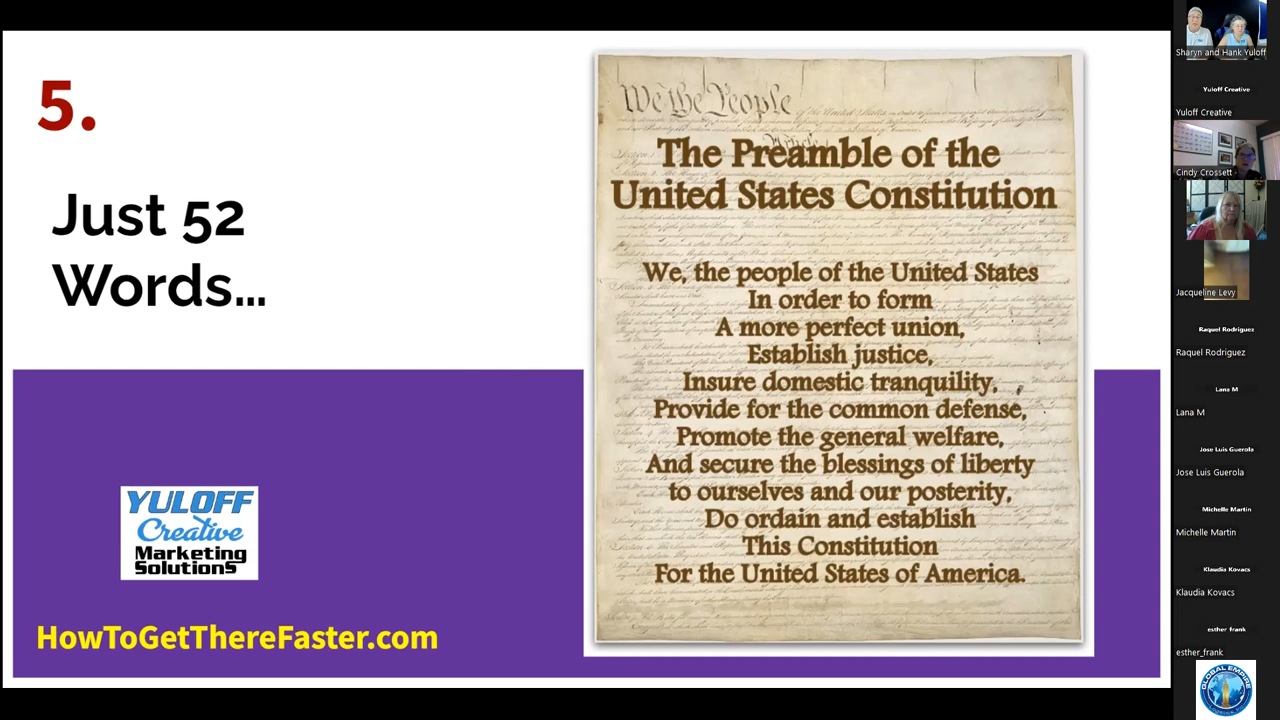 5.
Just 52
Words...
We the People
Article
The Preamble of the
United States Constitution
We, the people of the United States
In order to form
A more perfect union,
Establish justice,
Insure domestic tranquility,
Provide for the common defense,
Promote the general welfare,
And secure the blessings of liberty
to ourselves and our posterity,
Do ordain and establish
This Constitution
For the United States of America.
YULOFF
Creative
Marketing
Solutions
HowToGetThereFaster.com
Sharyn and Hank Yuloff
Yuloff Creative
Yuloff Creative
Cindy Crossett
Jacqueline Levy
Raquel Rodriguez
Raquel Rodriguez
Lana M
Lana M
Jose Luis Guerola
Jose Luis Guerola
Michelle Martin
Michelle Martin
Klaudia Kovacs
Klaudia Kovacs
esther frank
esther_frank
GLOBAL EMPIRE